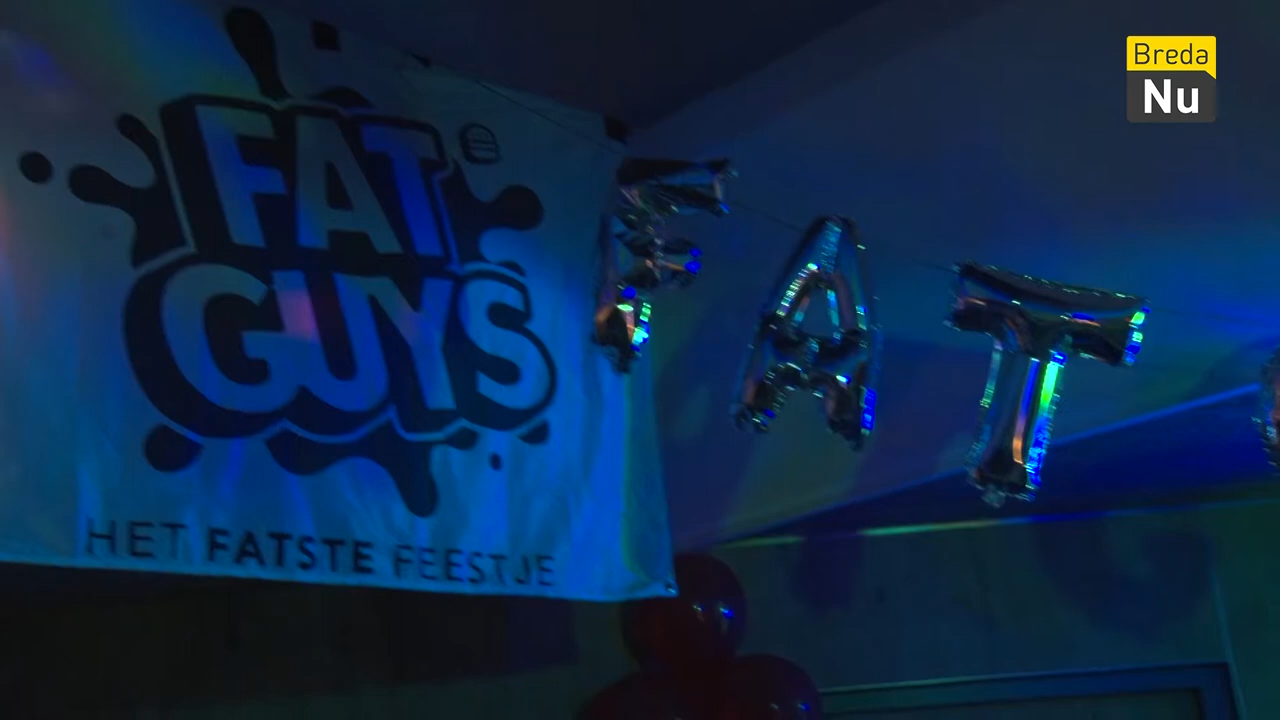 Breda
Nu
FAT
GUYS
HET FATSTE FEESTJE
FAT